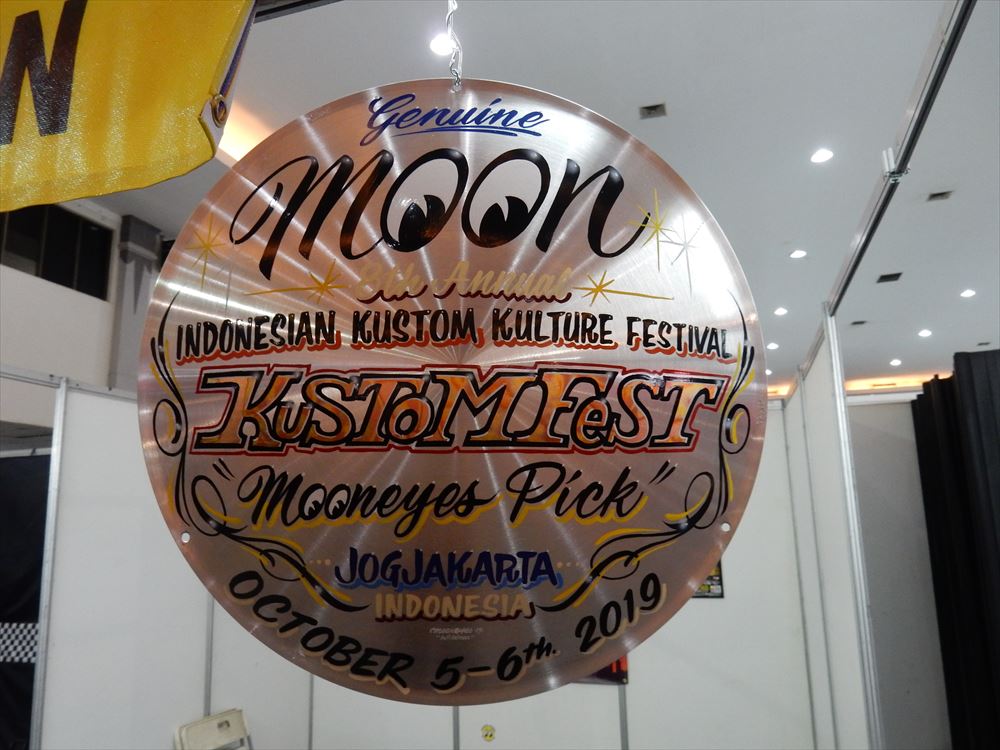 N
Genuine
MOON
8th Annual
INDONESIAN KUSTOM KULTURE FESTIVAL
KUSTOMFEST
"Mooneyes Pick"
JOGJAKARTA
INDONESIA
OCTOBER 5-6th. 2019